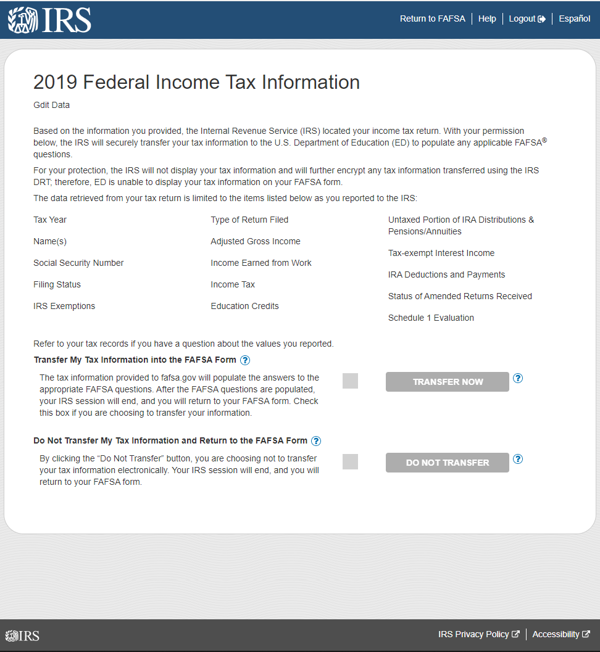 IRS
Return to FAFSA | Help | Logout | Español
2019 Federal Income Tax Information
Gdit Data
Based on the information you provided, the Internal Revenue Service (IRS) located your income tax return. With your permission
below, the IRS will securely transfer your tax information to the U.S. Department of Education (ED) to populate any applicable FAFSA®
questions.
For your protection, the IRS will not display your tax information and will further encrypt any tax information transferred using the IRS
DRT; therefore, ED is unable to display your tax information on your FAFSA form.
The data retrieved from your tax return is limited to the items listed below as you reported to the IRS:
Tax Year
Name(s)
Social Security Number
Filing Status
IRS Exemptions
Type of Return Filed
Adjusted Gross Income
Income Earned from Work
Income Tax
Education Credits
Untaxed Portion of IRA Distributions &
Pensions/Annuities
Tax-exempt Interest Income
IRA Deductions and Payments
Status of Amended Returns Received
Schedule 1 Evaluation
Refer to your tax records if you have a question about the values you reported.
Transfer My Tax Information into the FAFSA Form ?
The tax information provided to fafsa.gov will populate the answers to the
appropriate FAFSA questions. After the FAFSA questions are populated,
your IRS session will end, and you will return to your FAFSA form. Check
this box if you are choosing to transfer your information.
TRANSFER NOW ?
Do Not Transfer My Tax Information and Return to the FAFSA Form ?
By clicking the “Do Not Transfer” button, you are choosing not to transfer
your tax information electronically. Your IRS session will end, and you will
return to your FAFSA form.
DO NOT TRANSFER ?
IRS
IRS Privacy Policy | Accessibility